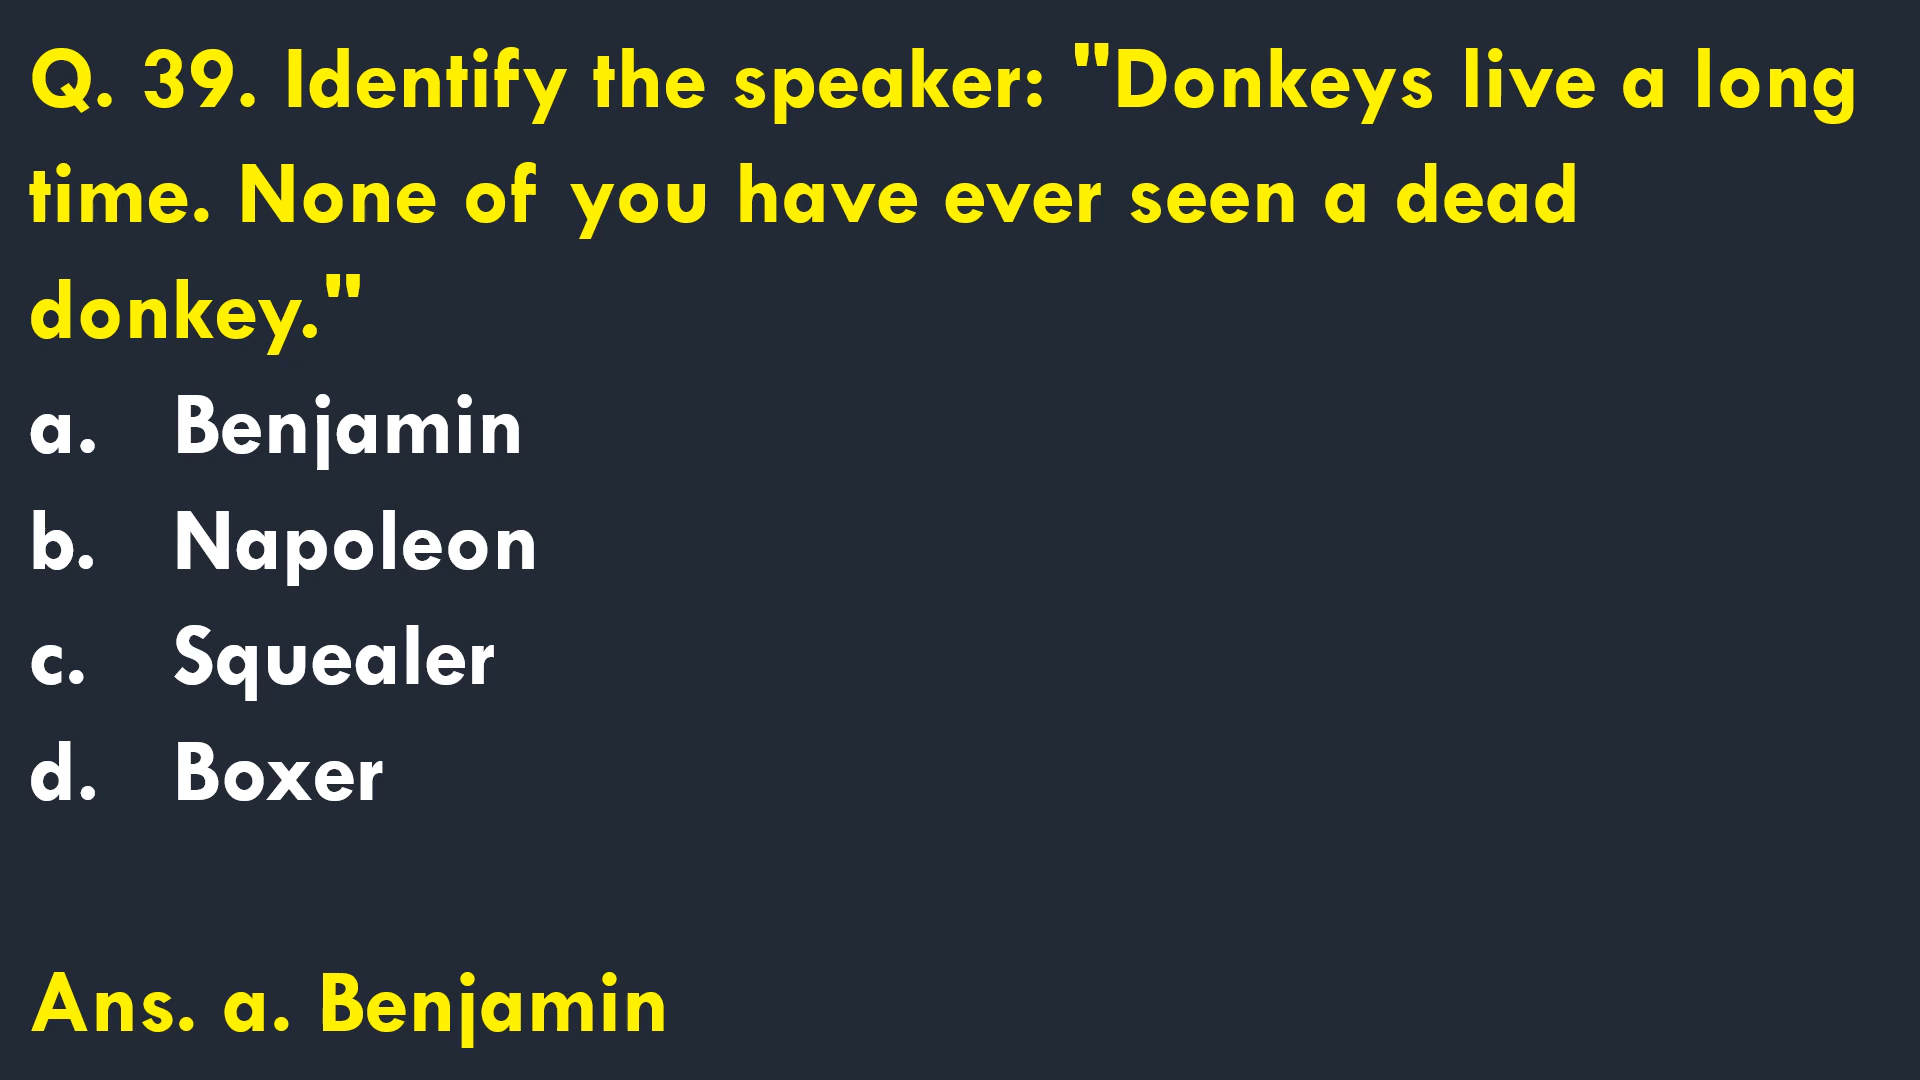 Q. 39. Identify the speaker: "Donkeys live a long
time. None of you have ever seen a dead
donkey."
a. Benjamin
b. Napoleon
c. Squealer
d. Boxer
Ans. a. Benjamin